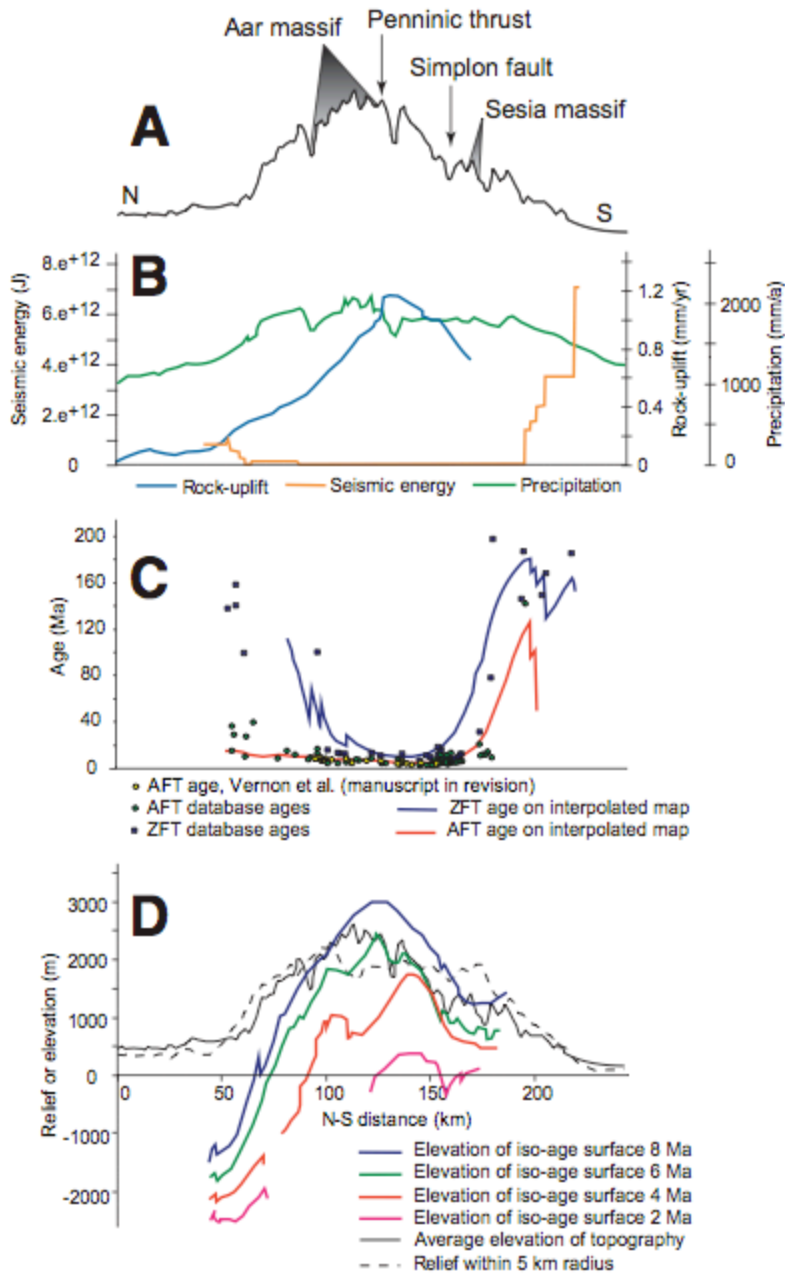 Aar massif
Penninic thrust
Simplon fault
Sesia massif
A
N
S
B
Seismic energy (J)
8.e+12
6.e+12
4.e+12
2.e+12
0
1.2
0.8
0.4
0
Rock-uplift (mm/yr)
2000
1000
0
Precipitation (mm/a)
Rock-uplift
Seismic energy
Precipitation
C
Age (Ma)
200
160
120
80
40
0
AFT age, Vernon et al. (manuscript in revision)
AFT database ages
ZFT age on interpolated map
ZFT database ages
AFT age on interpolated map
D
Relief or elevation (m)
3000
2000
1000
0
-1000
-2000
0 50 100 150 200
N-S distance (km)
Elevation of iso-age surface 8 Ma
Elevation of iso-age surface 6 Ma
Elevation of iso-age surface 4 Ma
Elevation of iso-age surface 2 Ma
Average elevation of topography
Relief within 5 km radius